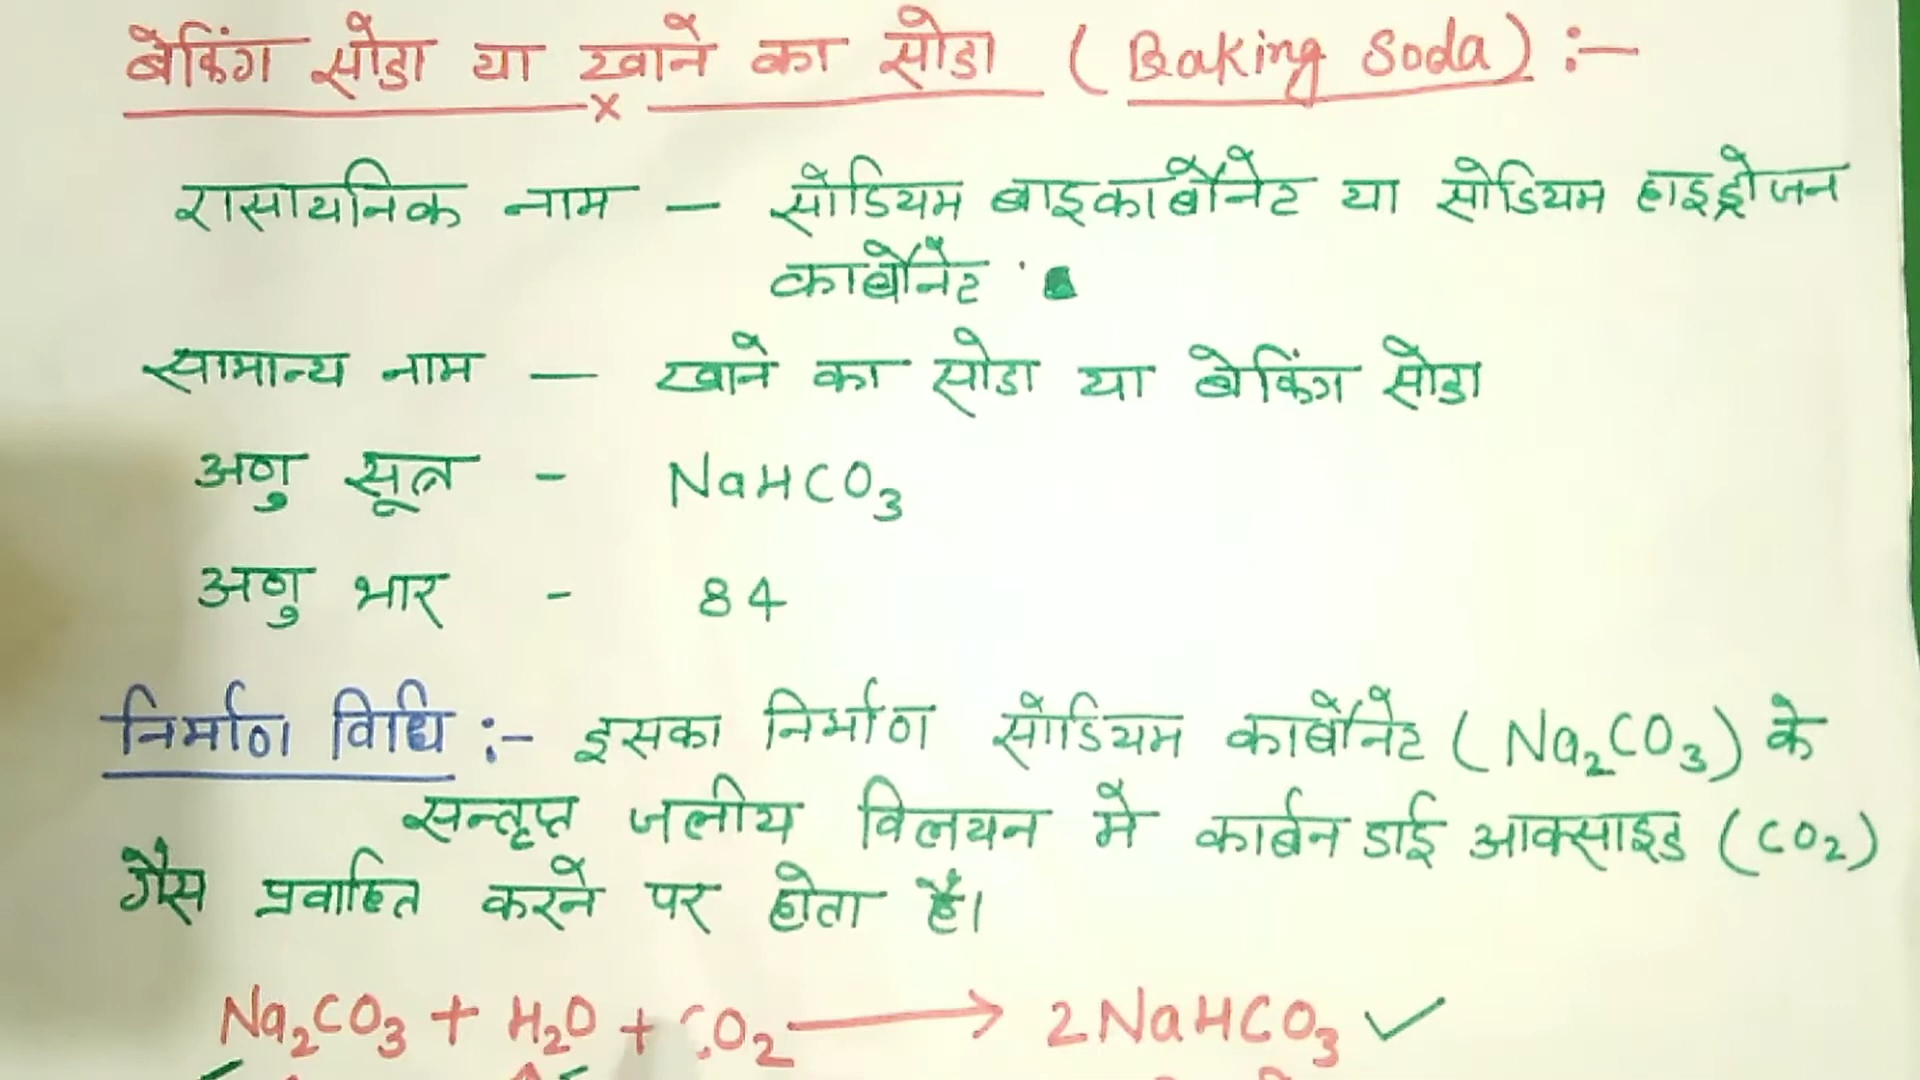 बेकिंग सोडा या खाने का सोडा (Baking Soda) :-
रासायनिक नाम - सोडियम बाइकार्बोनेट या सोडियम हाइड्रोजन
कार्बोनेट
सामान्य नाम - खाने का सोडा या बेकिंग सोडा
अणु सूत्र - NaHCO₃
अणु भार - 84
निर्माण विधि :- इसका निर्माण सोडियम कार्बोनेट (Na₂CO₃) के
सन्तृप्त जलीय विलयन मे कार्बन डाई आक्साइड (CO₂)
गैस प्रवाहित करने पर होता है।
Na₂CO₃ + H₂O + CO₂ ⟶ 2NaHCO₃ ✓